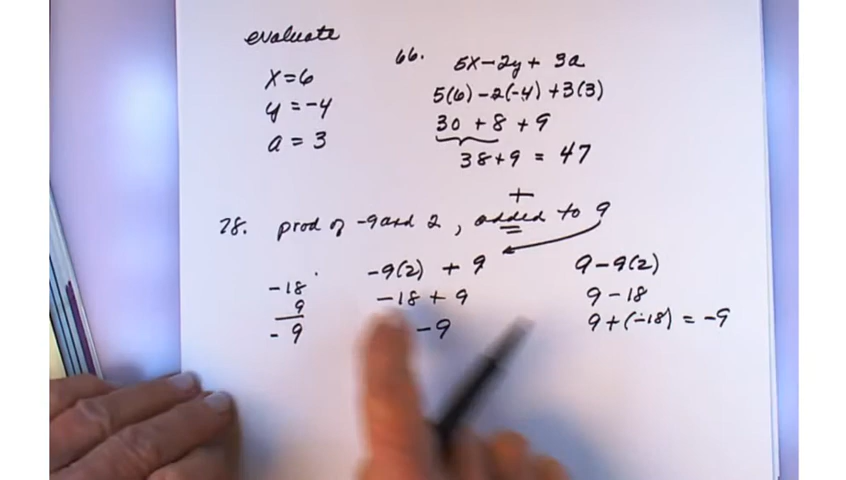 evaluate
x=6
y=-4
a=3
66. 5x-2y+3a
5(6)-2(-4)+3(3)
30+8+9
38+9=47
+
78. prod of -9 and 2, added to 9
-18
9
-9
-9(2)+9
-18+9
-9
9-9(2)
9-18
9+(-18)=-9